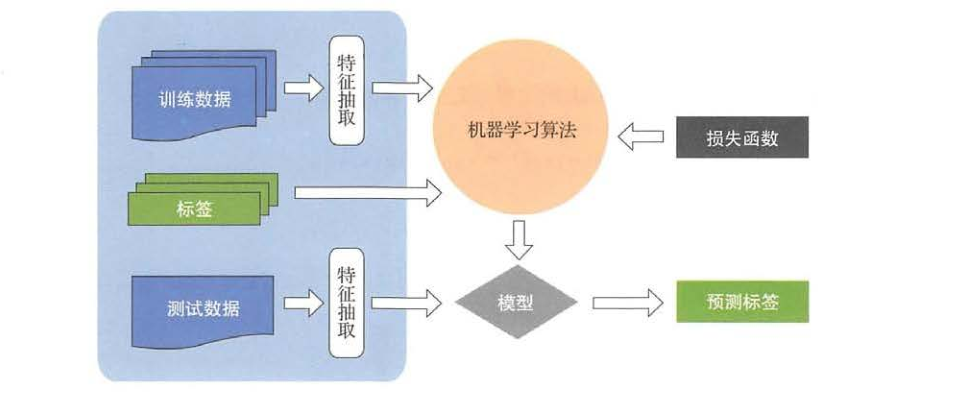 训练数据
特征抽取
机器学习算法
损失函数
标签
测试数据
特征抽取
模型
预测标签